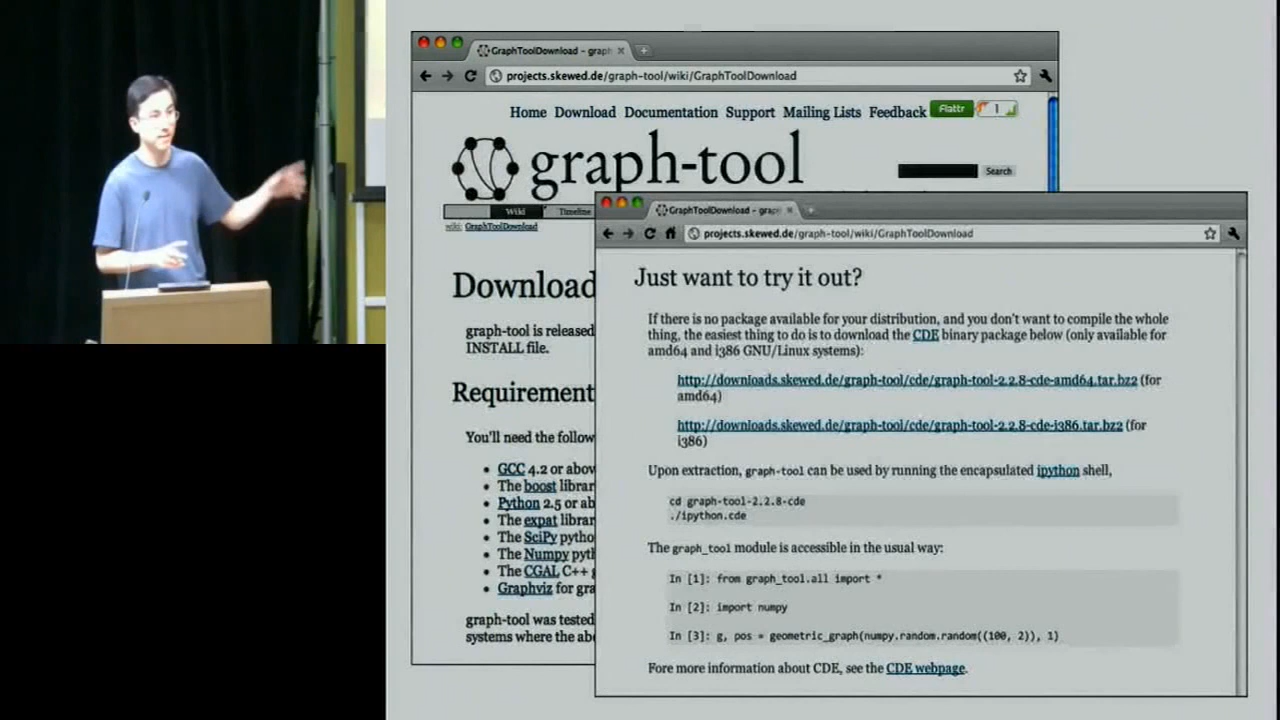 GraphToolDownload – grap
projects.skewed.de/graph-tool/wiki/GraphToolDownload
Home Download Documentation Support Mailing Lists Feedback Flattr 1
graph-tool
Search
Wiki Timeline
wiki: GraphToolDownload
Download
graph-tool is released
INSTALL file.
Requirement
You'll need the follow
GCC 4.2 or abov
The boost librar
Python 2.5 or ab
The expat librar
The SciPy pytho
The Numpy pyth
The CGAL C++ g
Graphviz for gra
graph-tool was tested
systems where the abo
GraphToolDownload – grap
projects.skewed.de/graph-tool/wiki/GraphToolDownload
Just want to try it out?
If there is no package available for your distribution, and you don't want to compile the whole
thing, the easiest thing to do is to download the CDE binary package below (only available for
amd64 and i386 GNU/Linux systems):
http://downloads.skewed.de/graph-tool/cde/graph-tool-2.2.8-cde-amd64.tar.bz2 (for
amd64)
http://downloads.skewed.de/graph-tool/cde/graph-tool-2.2.8-cde-i386.tar.bz2 (for
i386)
Upon extraction, graph-tool can be used by running the encapsulated ipython shell,
cd graph-tool-2.2.8-cde
./ipython.cde
The graph_tool module is accessible in the usual way:
In [1]: from graph_tool.all import *
In [2]: import numpy
In [3]: g, pos = geometric_graph(numpy.random.random((100, 2)), 1)
Fore more information about CDE, see the CDE webpage.